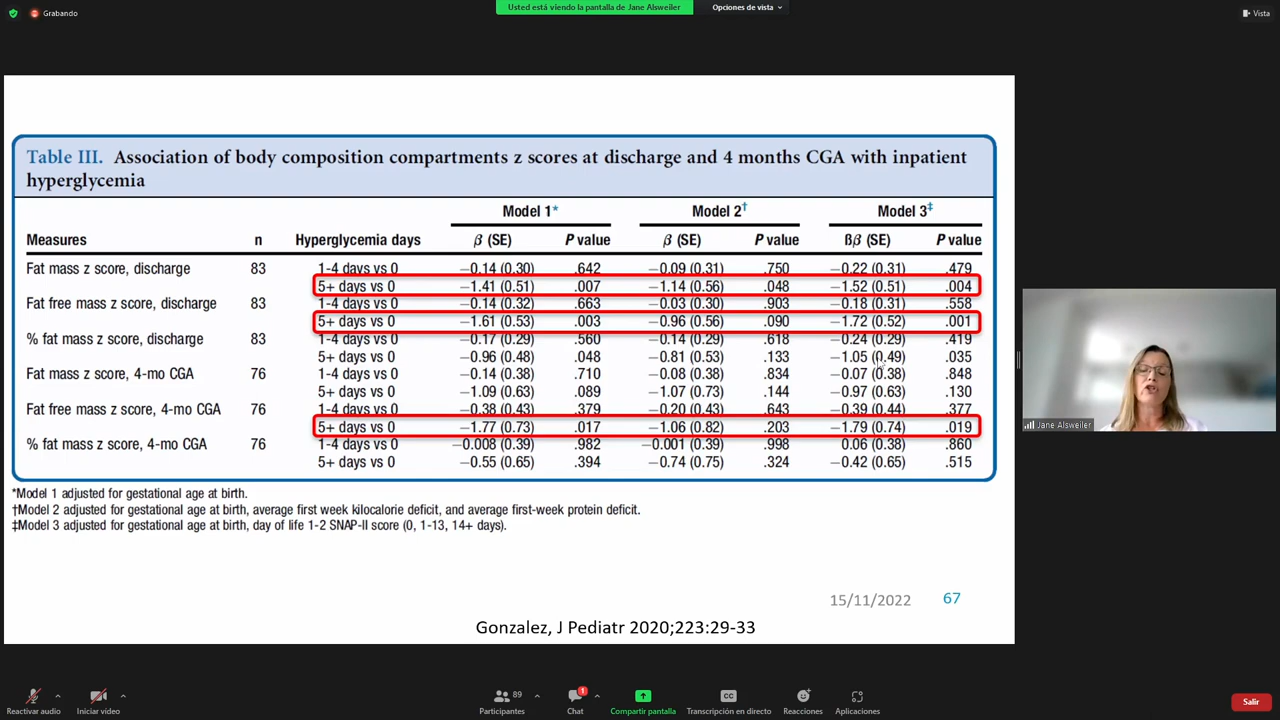 Grabando
Usted está viendo la pantalla de Jane Alsweiler
Opciones de vista
Vista
Table III. Association of body composition compartments z scores at discharge and 4 months CGA with inpatient
hyperglycemia
Model 1* Model 2† Model 3‡
Measures n Hyperglycemia days β (SE) P value β (SE) P value ßβ (SE) P value
Fat mass z score, discharge 83 1-4 days vs 0 −0.14 (0.30) .642 −0.09 (0.31) .750 −0.22 (0.31) .479
5+ days vs 0 −1.41 (0.51) .007 −1.14 (0.56) .048 −1.52 (0.51) .004
Fat free mass z score, discharge 83 1-4 days vs 0 −0.14 (0.32) .663 −0.03 (0.30) .903 −0.18 (0.31) .558
5+ days vs 0 −1.61 (0.53) .003 −0.96 (0.56) .090 −1.72 (0.52) .001
% fat mass z score, discharge 83 1-4 days vs 0 −0.17 (0.29) .560 −0.14 (0.29) .618 −0.24 (0.29) .419
5+ days vs 0 −0.96 (0.48) .048 −0.81 (0.53) .133 −1.05 (0.49) .035
Fat mass z score, 4-mo CGA 76 1-4 days vs 0 −0.14 (0.38) .710 −0.08 (0.38) .834 −0.07 (0.38) .848
5+ days vs 0 −1.09 (0.63) .089 −1.07 (0.73) .144 −0.97 (0.63) .130
Fat free mass z score, 4-mo CGA 76 1-4 days vs 0 −0.38 (0.43) .379 −0.20 (0.43) .643 −0.39 (0.44) .377
5+ days vs 0 −1.77 (0.73) .017 −1.06 (0.82) .203 −1.79 (0.74) .019
% fat mass z score, 4-mo CGA 76 1-4 days vs 0 −0.008 (0.39) .982 −0.001 (0.39) .998 0.06 (0.38) .860
5+ days vs 0 −0.55 (0.65) .394 −0.74 (0.75) .324 −0.42 (0.65) .515
*Model 1 adjusted for gestational age at birth.
†Model 2 adjusted for gestational age at birth, average first week kilocalorie deficit, and average first-week protein deficit.
‡Model 3 adjusted for gestational age at birth, day of life 1-2 SNAP-II score (0, 1-13, 14+ days).
15/11/2022 67
Gonzalez, J Pediatr 2020;223:29-33
Jane Alsweiler
Reactivar audio
Iniciar video
89
Participantes
1
Chat
Compartir pantalla
CC
Transcripción en directo
Reacciones
Aplicaciones
Salir